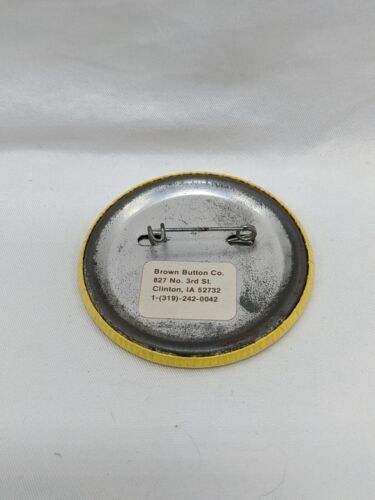 Brown Button Co.
827 No. 3rd St.
Clinton, IA 52732
1-(319)-242-0042